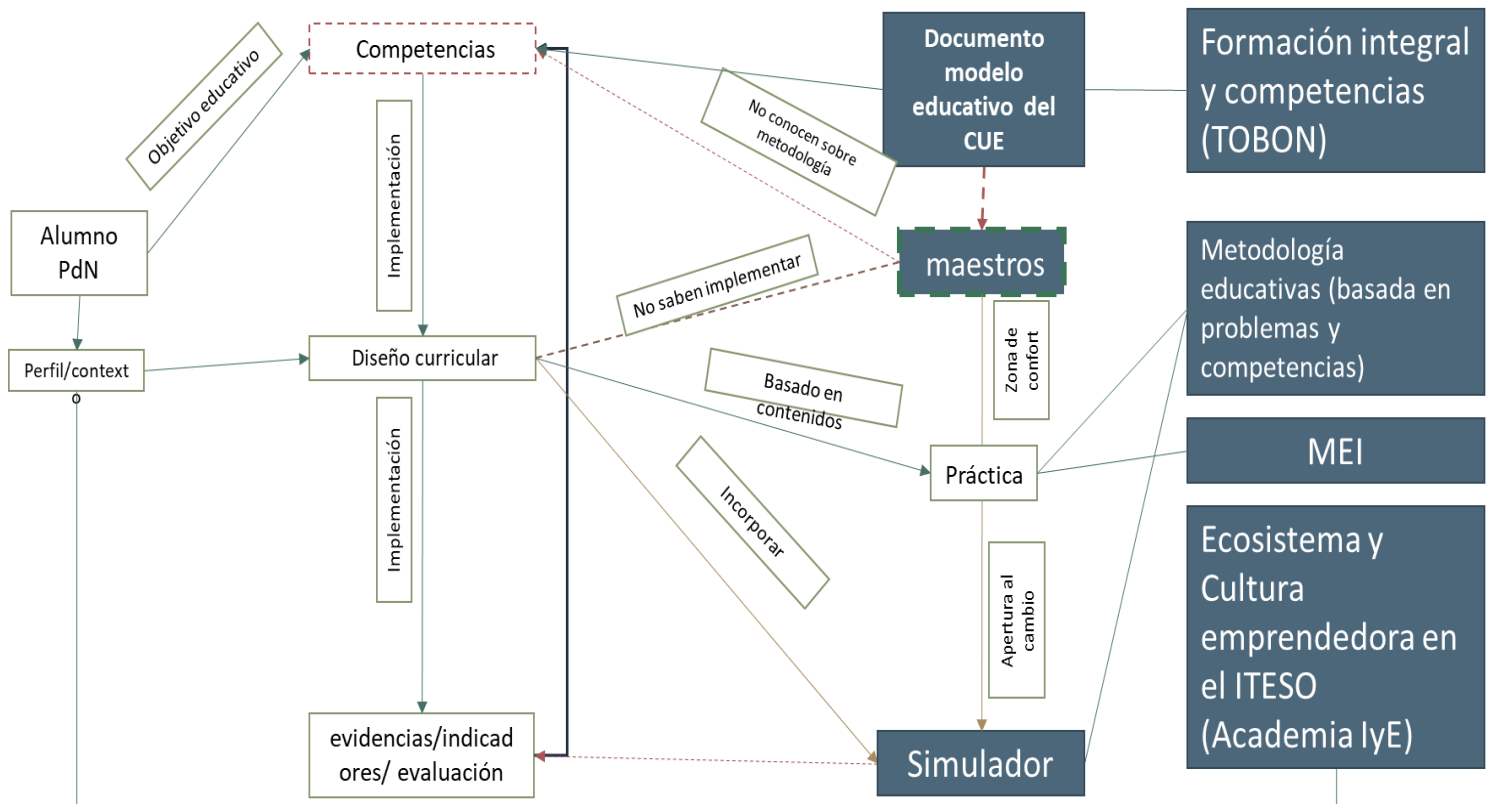 Competencias
Objetivo educativo
Implementación
Alumno
PdN
Perfil/context
o
Diseño curricular
Implementación
evidencias/indicad
ores/ evaluación
Documento
modelo
educativo del
CUE
No conocen sobre
metodología
maestros
No saben implementar
Zona de
confort
Basado en
contenidos
Práctica
Incorporar
Apertura al
cambio
Simulador
Formación integral
y competencias
(TOBON)
Metodología
educativas (basada en
problemas y
competencias)
MEI
Ecosistema y
Cultura
emprendedora en
el ITESO
(Academia IyE)